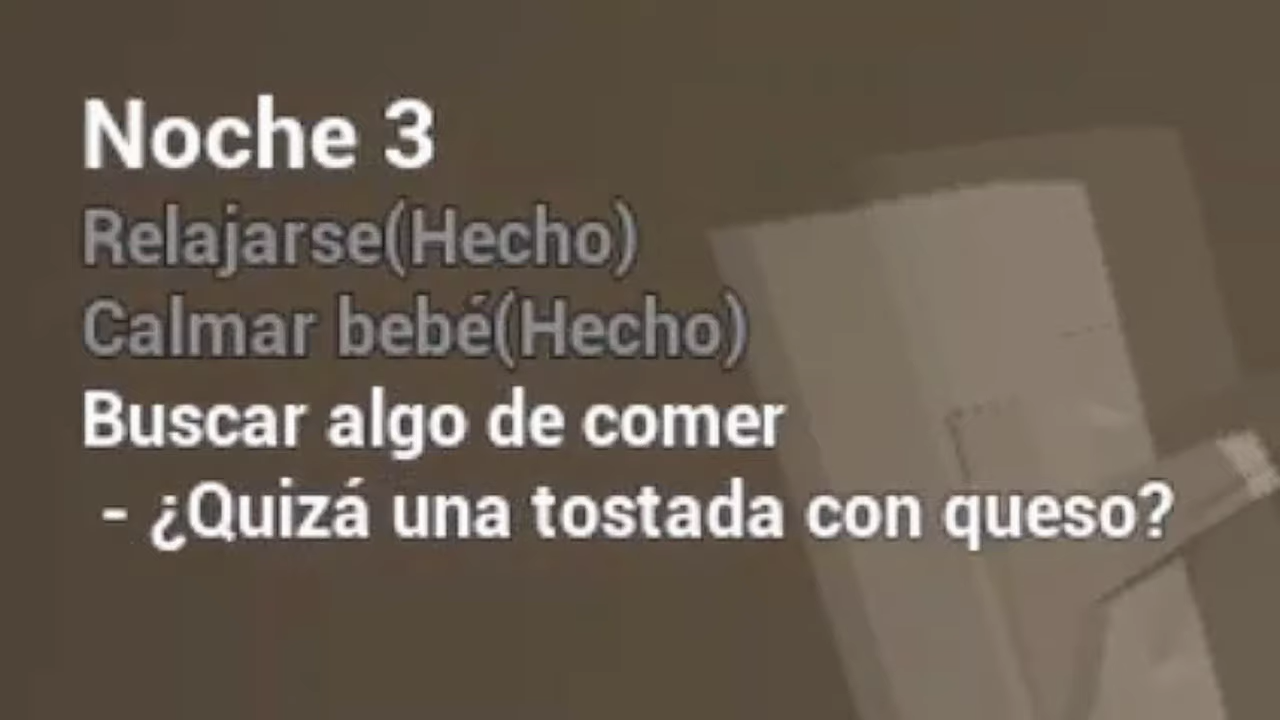 Noche 3
Relajarse(Hecho)
Calmar bebé(Hecho)
Buscar algo de comer
- ¿Quizá una tostada con queso?